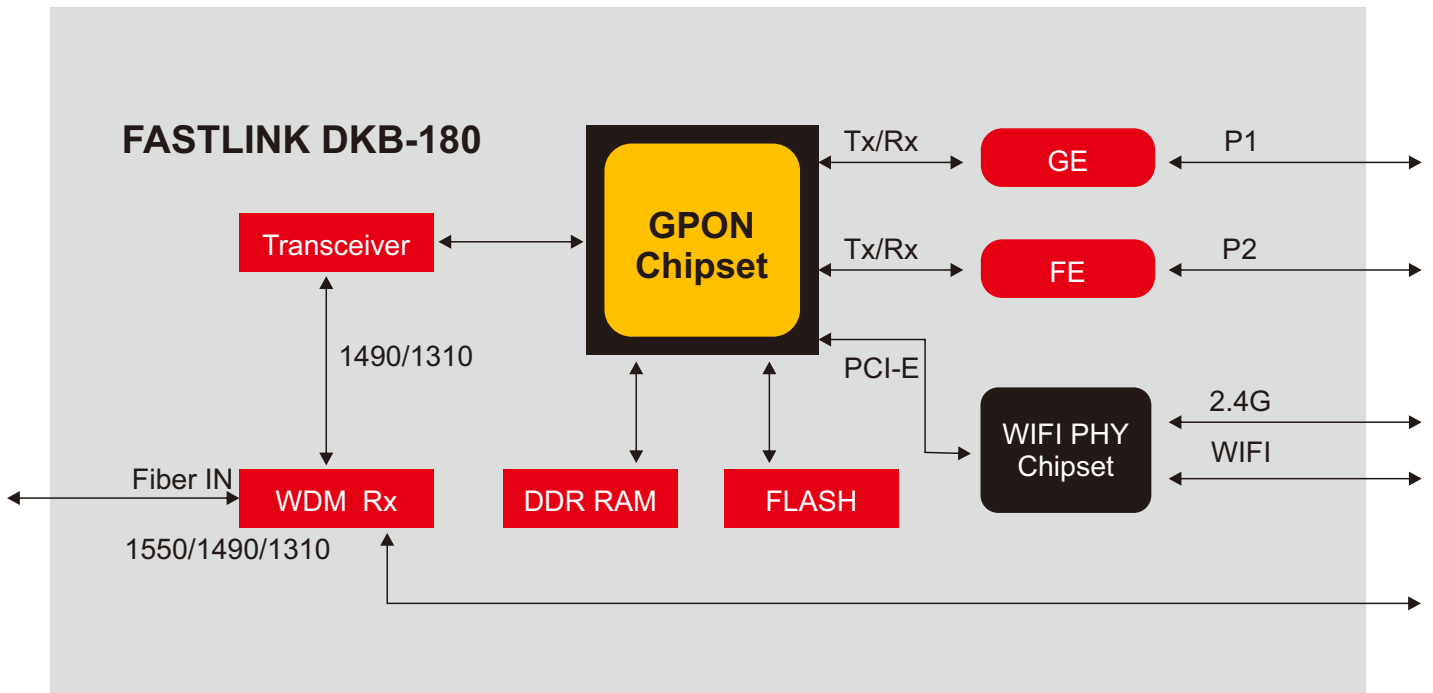 FASTLINK DKB-180
GPON
Chipset
Tx/Rx
GE
P1
Transceiver
Tx/Rx
FE
P2
1490/1310
PCI-E
WIFI PHY
Chipset
2.4G
WIFI
Fiber IN
WDM Rx
DDR RAM
FLASH
1550/1490/1310